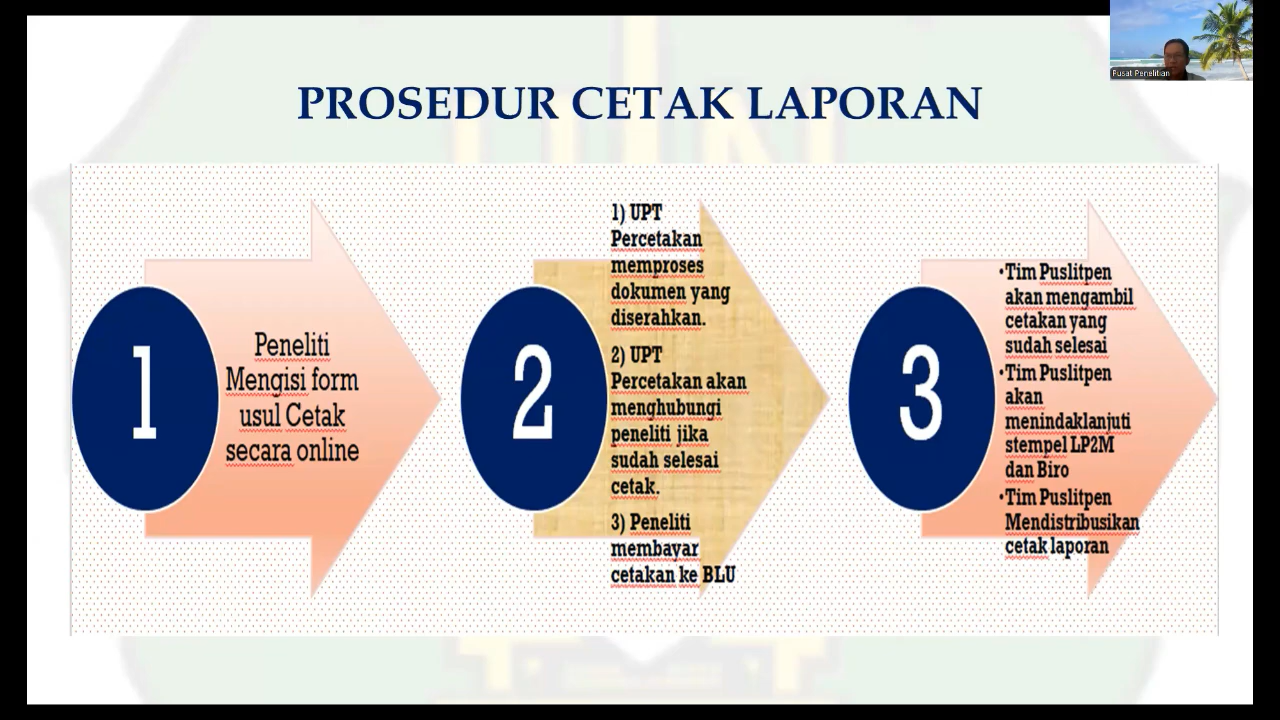 Pusat Penelitian
PROSEDUR CETAK LAPORAN
1
Peneliti
Mengisi form
usul Cetak
secara online
2
1) UPT
Percetakan
memproses
dokumen yang
diserahkan.
2) UPT
Percetakan akan
menghubungi
peneliti jika
sudah selesai
cetak.
3) Peneliti
membayar
cetakan ke BLU
3
•Tim Puslitpen
akan mengambil
cetakan yang
sudah selesai
•Tim Puslitpen
akan
menindaklanjuti
stempel LP2M
dan Biro
•Tim Puslitpen
Mendistribusikan
cetak laporan